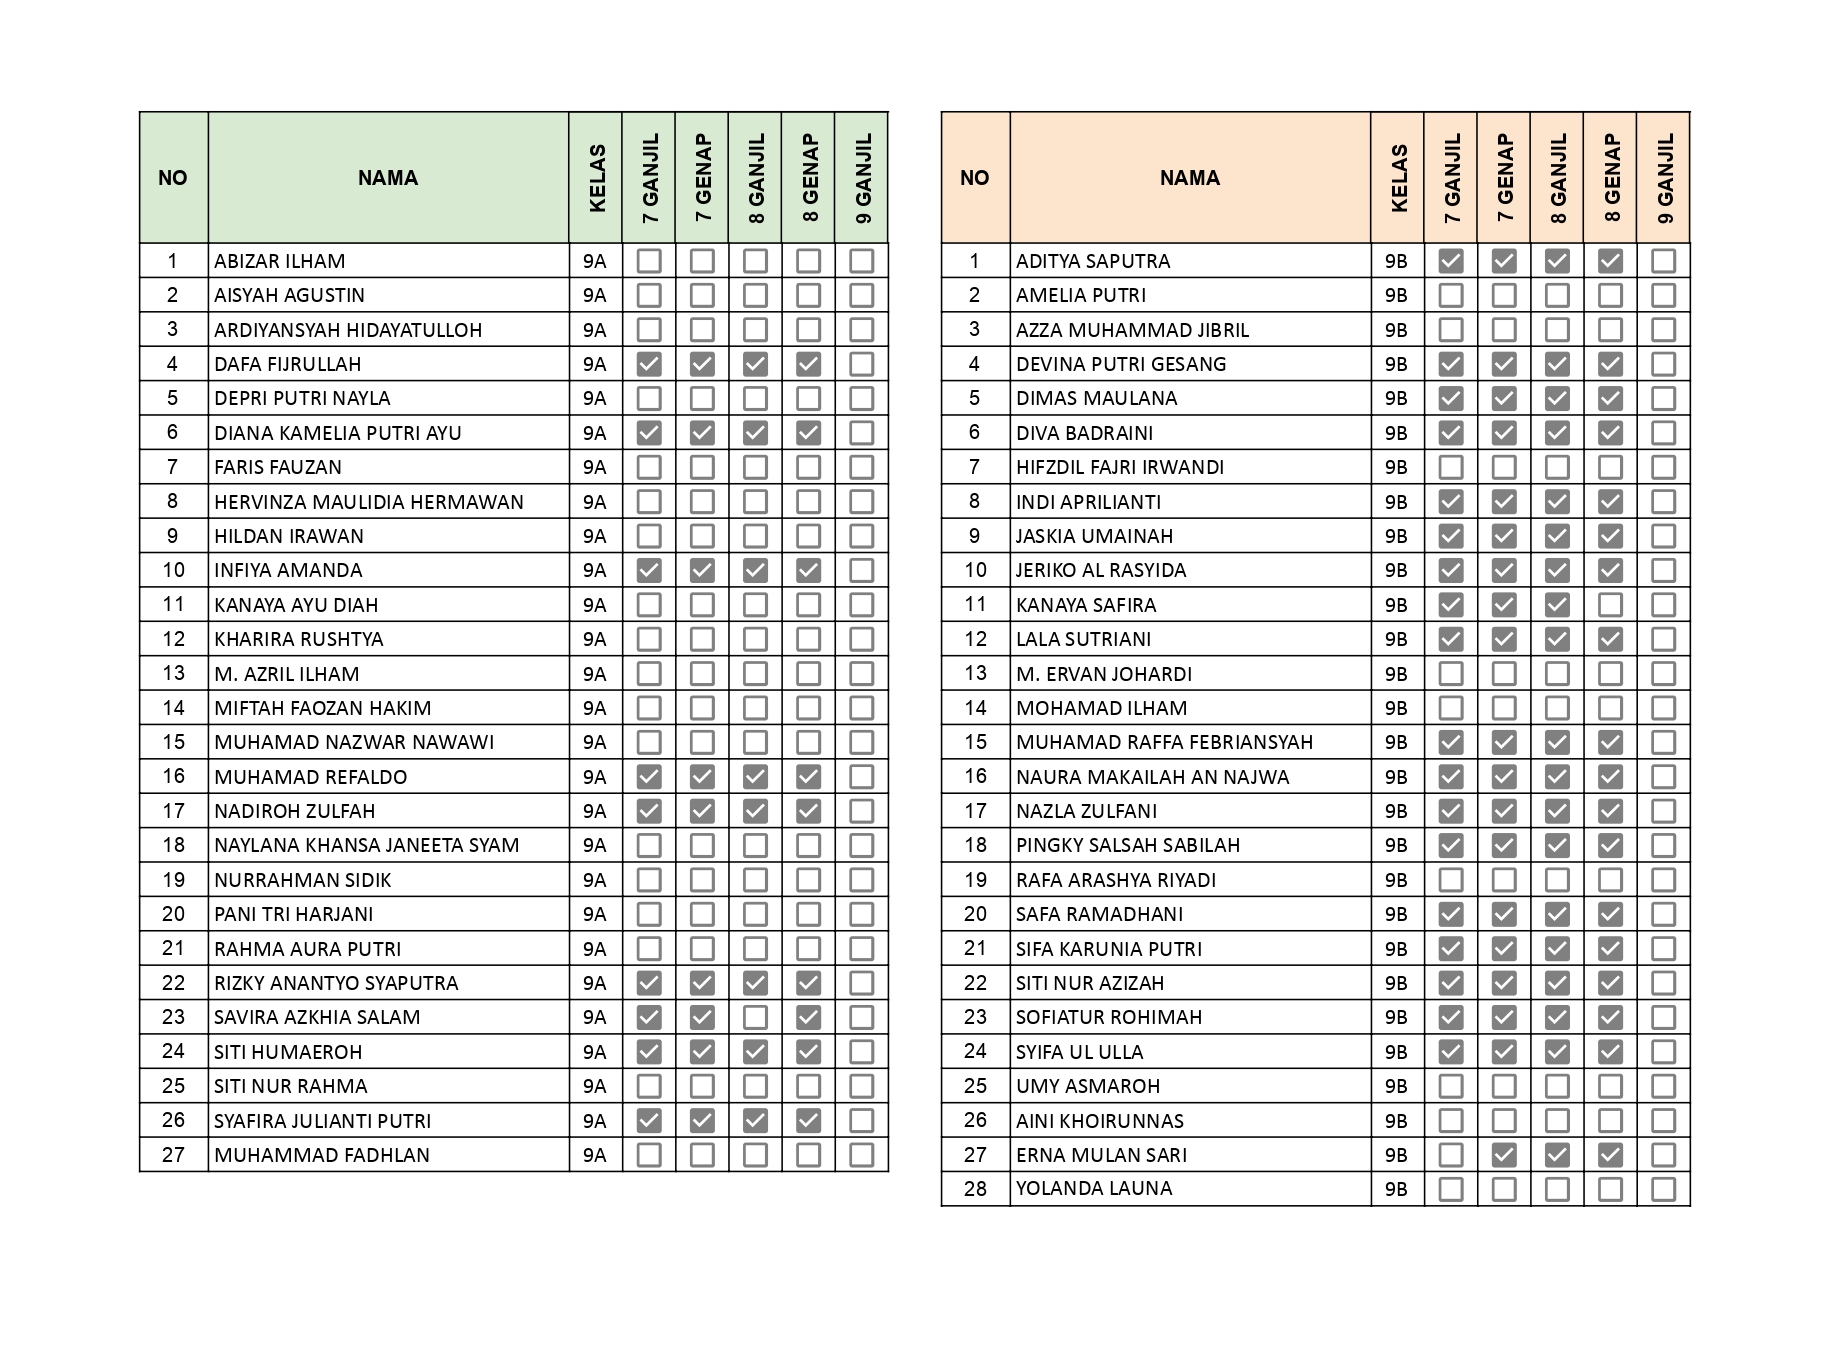 NO NAMA KELAS 7 GANJIL 7 GENAP 8 GANJIL 8 GENAP 9 GANJIL
1 ABIZAR ILHAM 9A
2 AISYAH AGUSTIN 9A
3 ARDIYANSYAH HIDAYATULLOH 9A
4 DAFA FIJRULLAH 9A
5 DEPRI PUTRI NAYLA 9A
6 DIANA KAMELIA PUTRI AYU 9A
7 FARIS FAUZAN 9A
8 HERVINZA MAULIDIA HERMAWAN 9A
9 HILDAN IRAWAN 9A
10 INFIYA AMANDA 9A
11 KANAYA AYU DIAH 9A
12 KHARIRA RUSHTYA 9A
13 M. AZRIL ILHAM 9A
14 MIFTAH FAOZAN HAKIM 9A
15 MUHAMAD NAZWAR NAWAWI 9A
16 MUHAMAD REFALDO 9A
17 NADIROH ZULFAH 9A
18 NAYLANA KHANSA JANEETA SYAM 9A
19 NURRAHMAN SIDIK 9A
20 PANI TRI HARJANI 9A
21 RAHMA AURA PUTRI 9A
22 RIZKY ANANTYO SYAPUTRA 9A
23 SAVIRA AZKHIA SALAM 9A
24 SITI HUMAEROH 9A
25 SITI NUR RAHMA 9A
26 SYAFIRA JULIANTI PUTRI 9A
27 MUHAMMAD FADHLAN 9A
NO NAMA KELAS 7 GANJIL 7 GENAP 8 GANJIL 8 GENAP 9 GANJIL
1 ADITYA SAPUTRA 9B
2 AMELIA PUTRI 9B
3 AZZA MUHAMMAD JIBRIL 9B
4 DEVINA PUTRI GESANG 9B
5 DIMAS MAULANA 9B
6 DIVA BADRAINI 9B
7 HIFZDIL FAJRI IRWANDI 9B
8 INDI APRILIANTI 9B
9 JASKIA UMAINAH 9B
10 JERIKO AL RASYIDA 9B
11 KANAYA SAFIRA 9B
12 LALA SUTRIANI 9B
13 M. ERVAN JOHARDI 9B
14 MOHAMAD ILHAM 9B
15 MUHAMAD RAFFA FEBRIANSYAH 9B
16 NAURA MAKAILAH AN NAJWA 9B
17 NAZLA ZULFANI 9B
18 PINGKY SALSAH SABILAH 9B
19 RAFA ARASHYA RIYADI 9B
20 SAFA RAMADHANI 9B
21 SIFA KARUNIA PUTRI 9B
22 SITI NUR AZIZAH 9B
23 SOFIATUR ROHIMAH 9B
24 SYIFA UL ULLA 9B
25 UMY ASMAROH 9B
26 AINI KHOIRUNNAS 9B
27 ERNA MULAN SARI 9B
28 YOLANDA LAUNA 9B